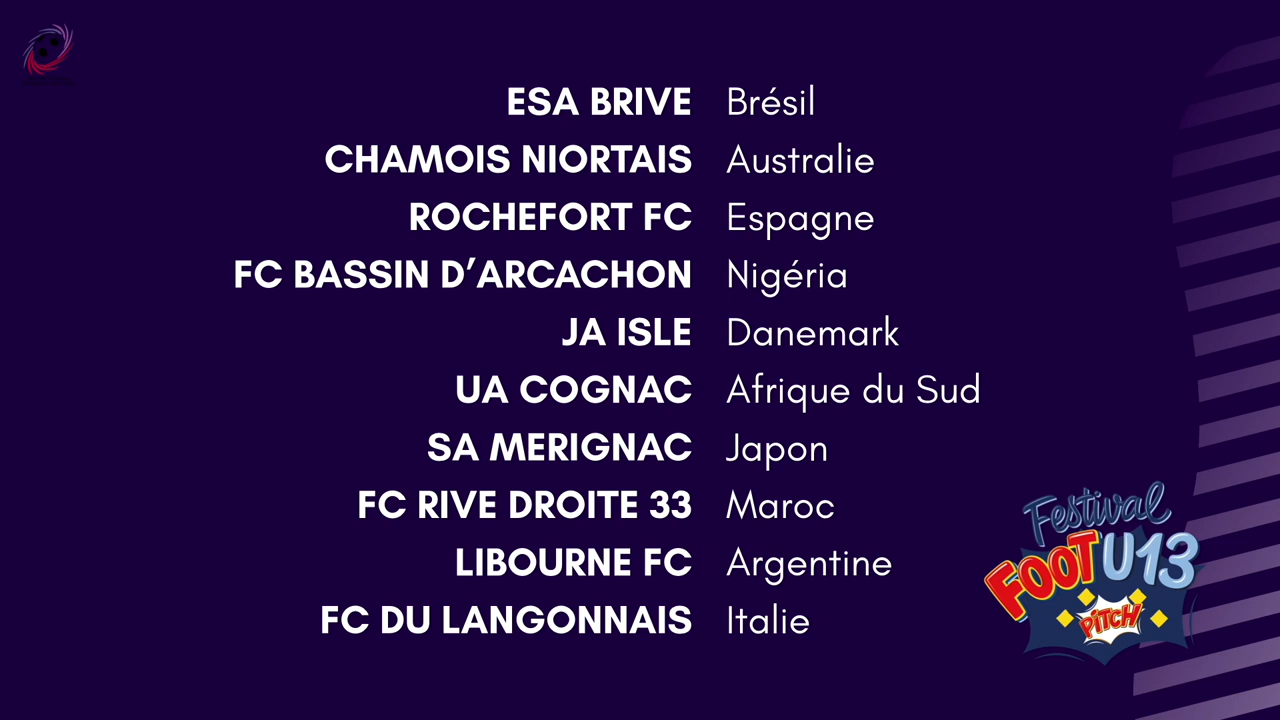 ESA BRIVE Brésil
CHAMOIS NIORTAIS Australie
ROCHEFORT FC Espagne
FC BASSIN D’ARCACHON Nigéria
JA ISLE Danemark
UA COGNAC Afrique du Sud
SA MERIGNAC Japon
FC RIVE DROITE 33 Maroc
LIBOURNE FC Argentine
FC DU LANGONNAIS Italie
Festival
FOOT U13
PiTCH